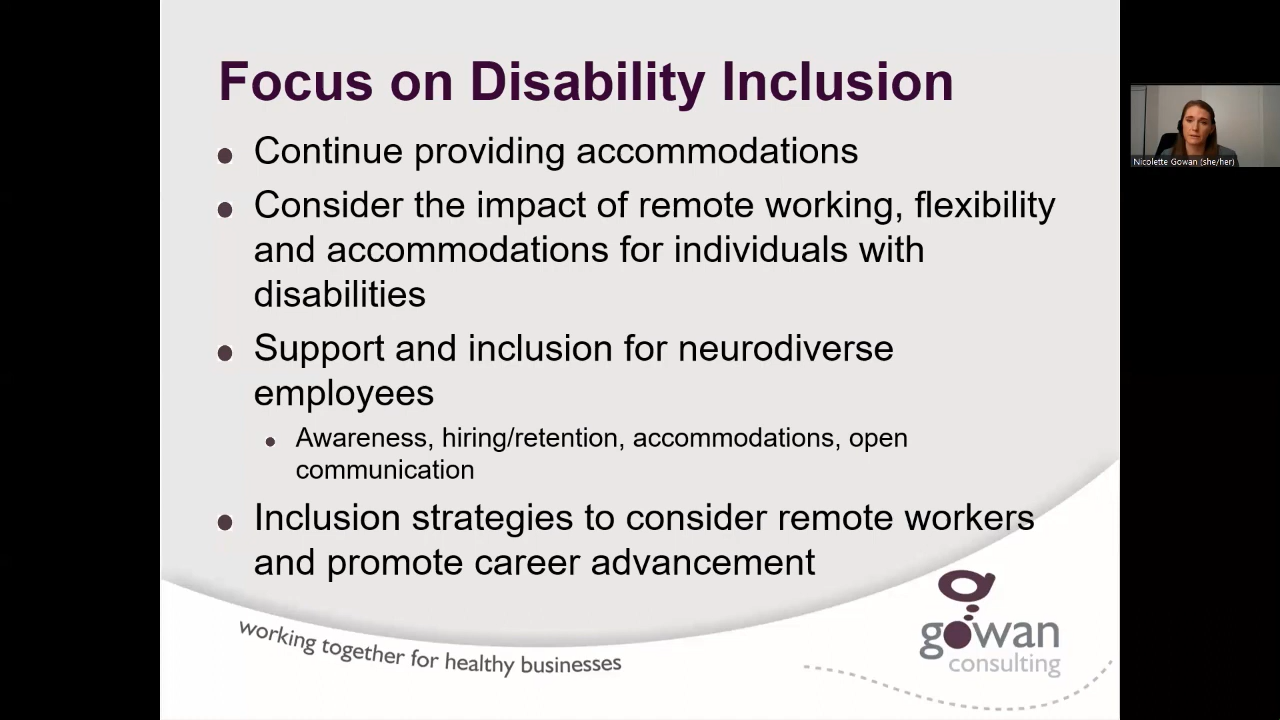 Focus on Disability Inclusion
Continue providing accommodations
Consider the impact of remote working, flexibility
and accommodations for individuals with
disabilities
Support and inclusion for neurodiverse
employees
Awareness, hiring/retention, accommodations, open
communication
Inclusion strategies to consider remote workers
and promote career advancement
working together for healthy businesses
gowan
consulting
Nicolette Gowan (she/her)